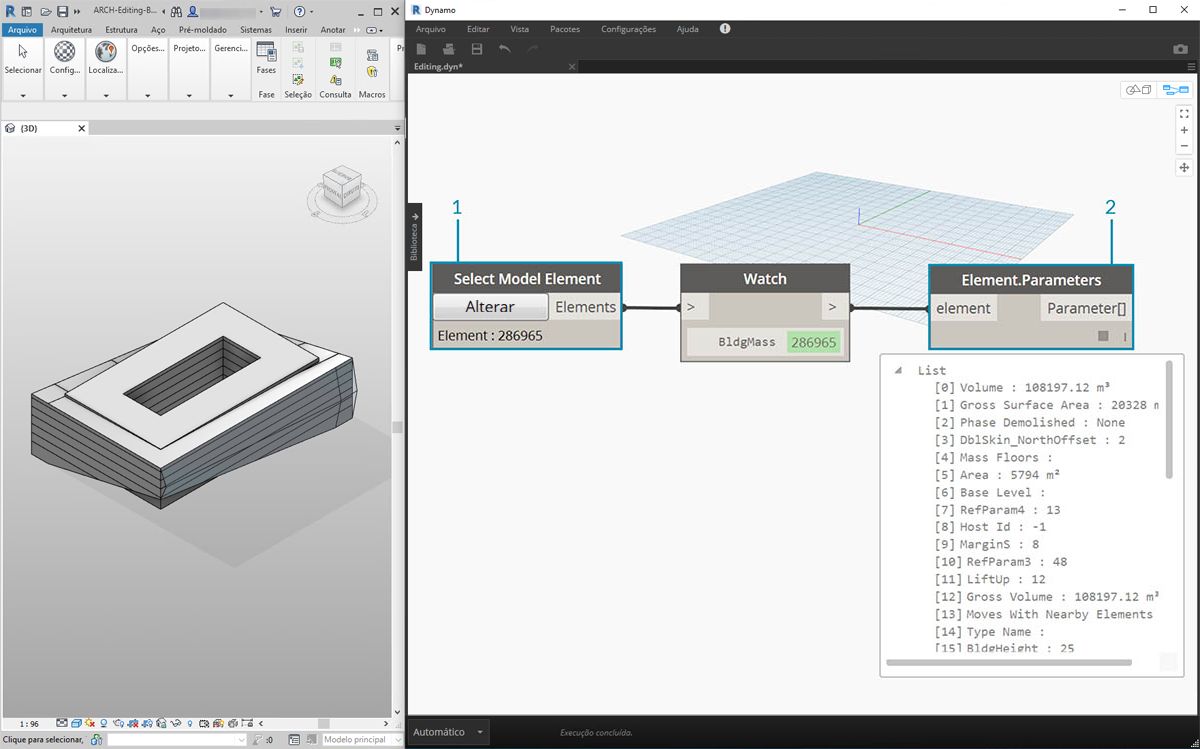 ARCH-Editing-B...
Arquivo Arquitetura Estrutura Aço Pré-moldado Sistemas Inserir Anotar
Selecionar Config... Localiza... Opções... Projeto... Gerenci... Fases
Fase Seleção Consulta Macros
(3D)
1 : 96
Clique para selecionar, :0 Modelo principal
Dynamo
Arquivo Editar Vista Pacotes Configurações Ajuda
Editing.dyn*
Biblioteca
1
2
Select Model Element
Alterar Elements
Element : 286965
Watch
> >
BldgMass 286965
Element.Parameters
element Parameter[]
List
[0] Volume : 108197.12 m³
[1] Gross Surface Area : 20328 m
[2] Phase Demolished : None
[3] DblSkin_NorthOffset : 2
[4] Mass Floors :
[5] Area : 5794 m²
[6] Base Level :
[7] RefParam4 : 13
[8] Host Id : -1
[9] MarginS : 8
[10] RefParam3 : 48
[11] LiftUp : 12
[12] Gross Volume : 108197.12 m³
[13] Moves With Nearby Elements
[14] Type Name :
[15] BldgHeight : 25
Automático
Execução concluída.